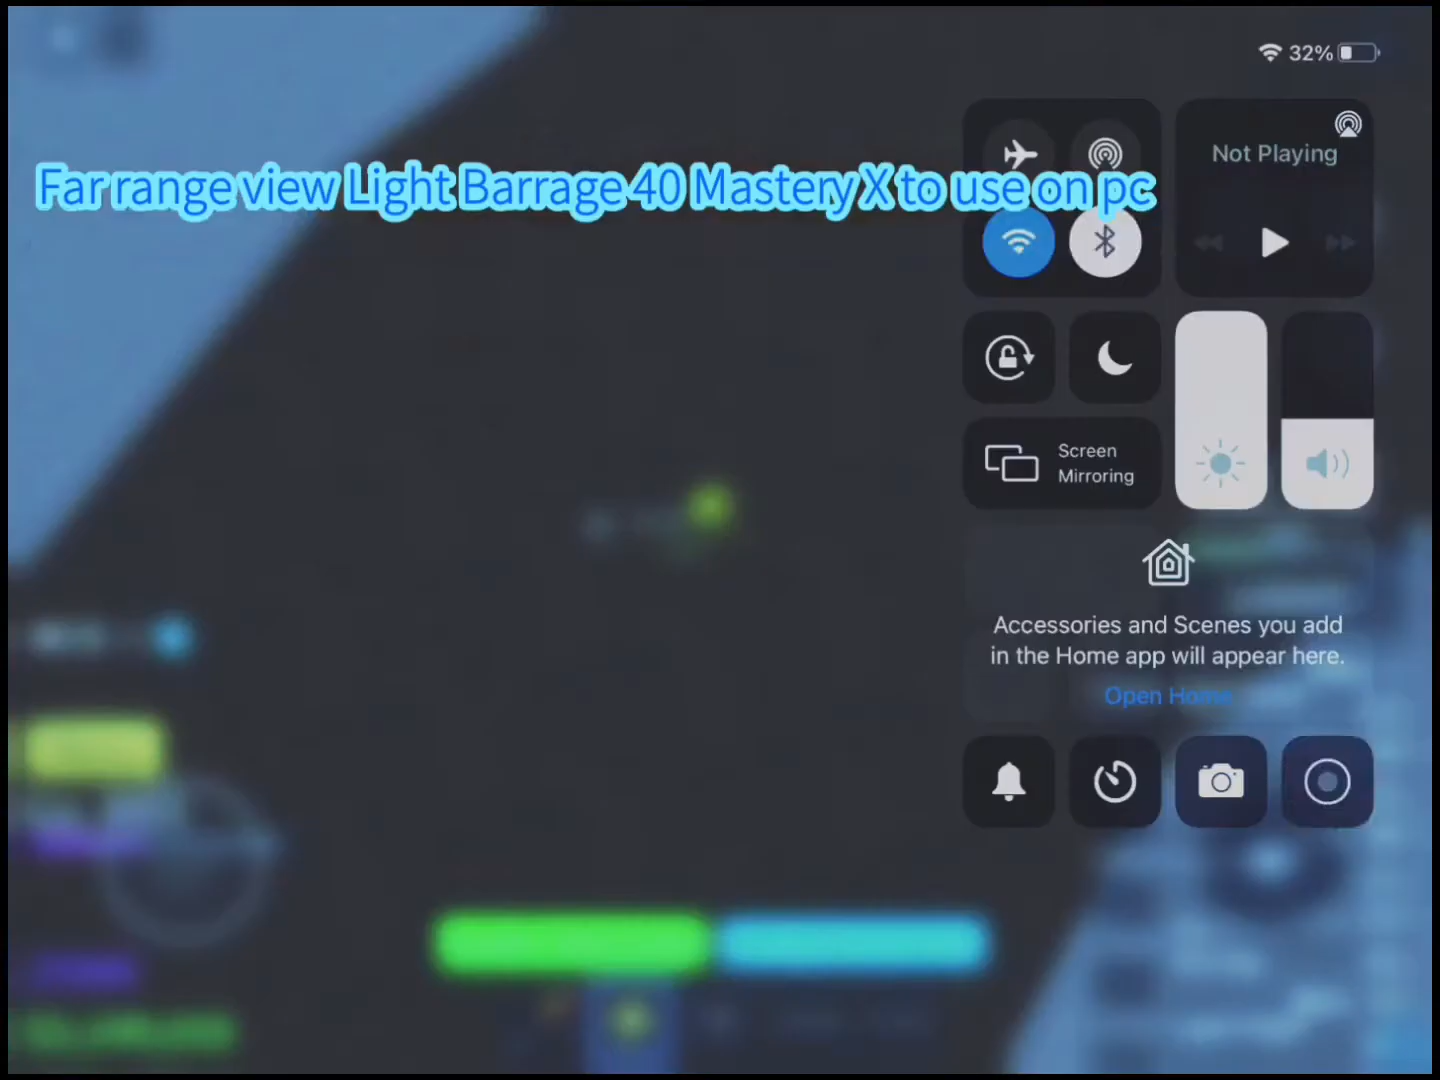 32%
Not Playing
Far range view Light Barrage 40 Mastery X to use on pc
Screen
Mirroring
Accessories and Scenes you add
in the Home app will appear here.
Open Home